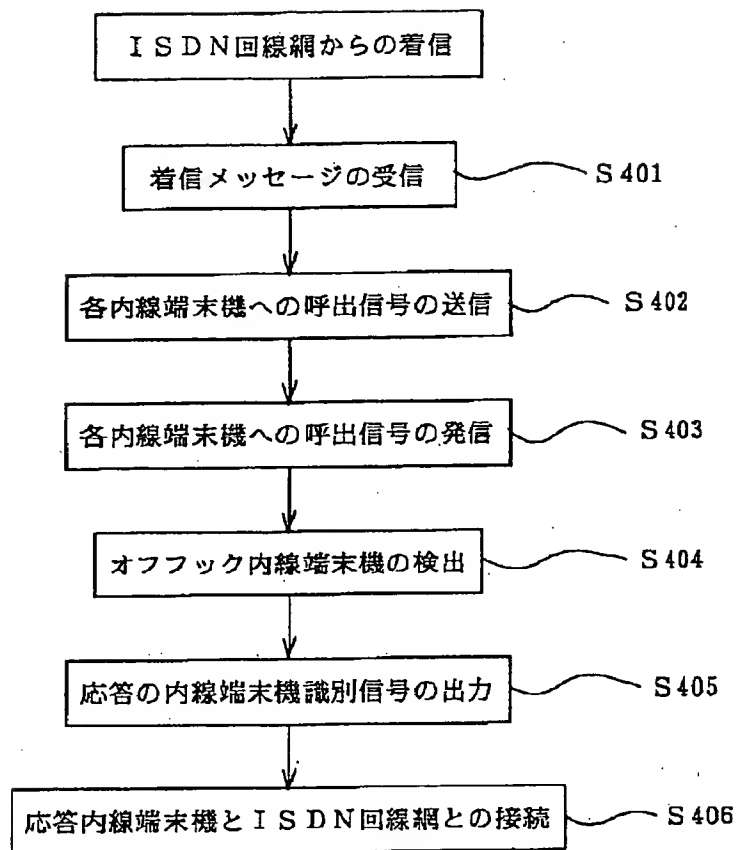 ISDN回線網からの着信
着信メッセージの受信 S401
各内線端末機への呼出信号の送信 S402
各内線端末機への呼出信号の発信 S403
オフフック内線端末機の検出 S404
応答の内線端末機識別信号の出力 S405
応答内線端末機とISDN回線網との接続 S406